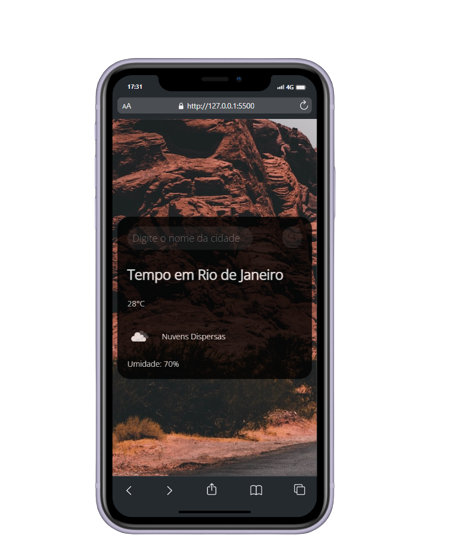 17:31
4G
AA
http://127.0.0.1:5500
Digite o nome da cidade
Tempo em Rio de Janeiro
28°C
Nuvens Dispersas
Umidade: 70%